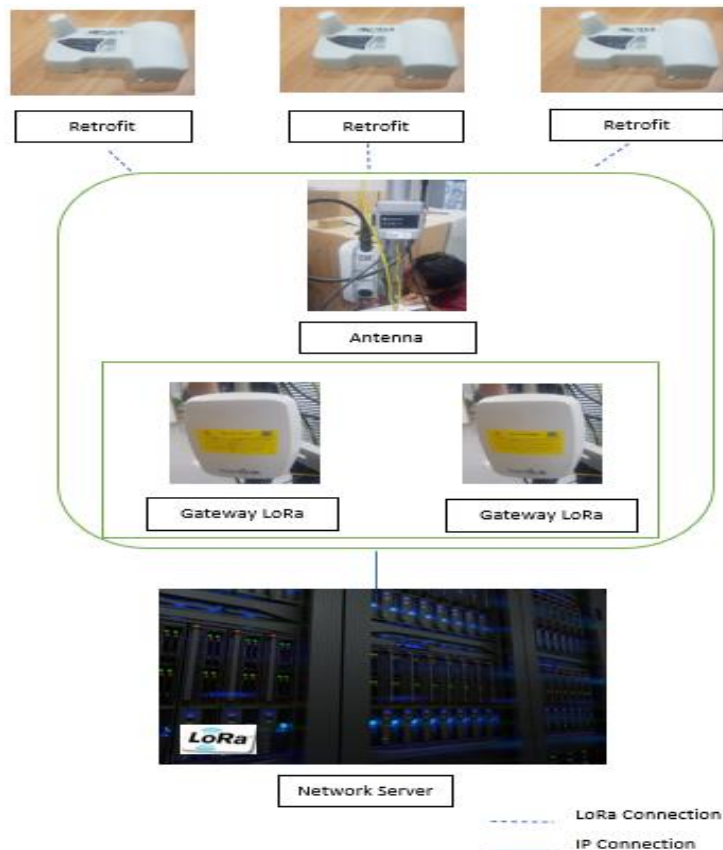 Retrofit
Retrofit
Retrofit
Antenna
Gateway LoRa
Gateway LoRa
LoRa
Network Server
LoRa Connection
IP Connection